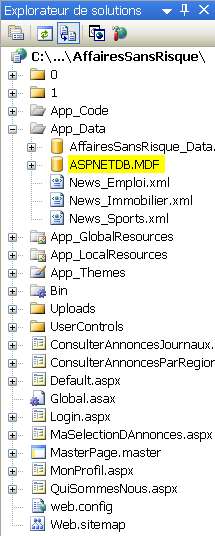 Explorateur de solutions
C:\...\AffairesSansRisque\
0
1
App_Code
App_Data
AffairesSansRisque_Data.
ASPNETDB.MDF
News_Emploi.xml
News_Immobilier.xml
News_Sports.xml
App_GlobalResources
App_LocalResources
App_Themes
Bin
Uploads
UserControls
ConsulterAnnoncesJournaux.
ConsulterAnnoncesParRegior
Default.aspx
Global.asax
Login.aspx
MaSelectionDAnnonces.aspx
MasterPage.master
MonProfil.aspx
QuiSommesNous.aspx
web.config
Web.sitemap